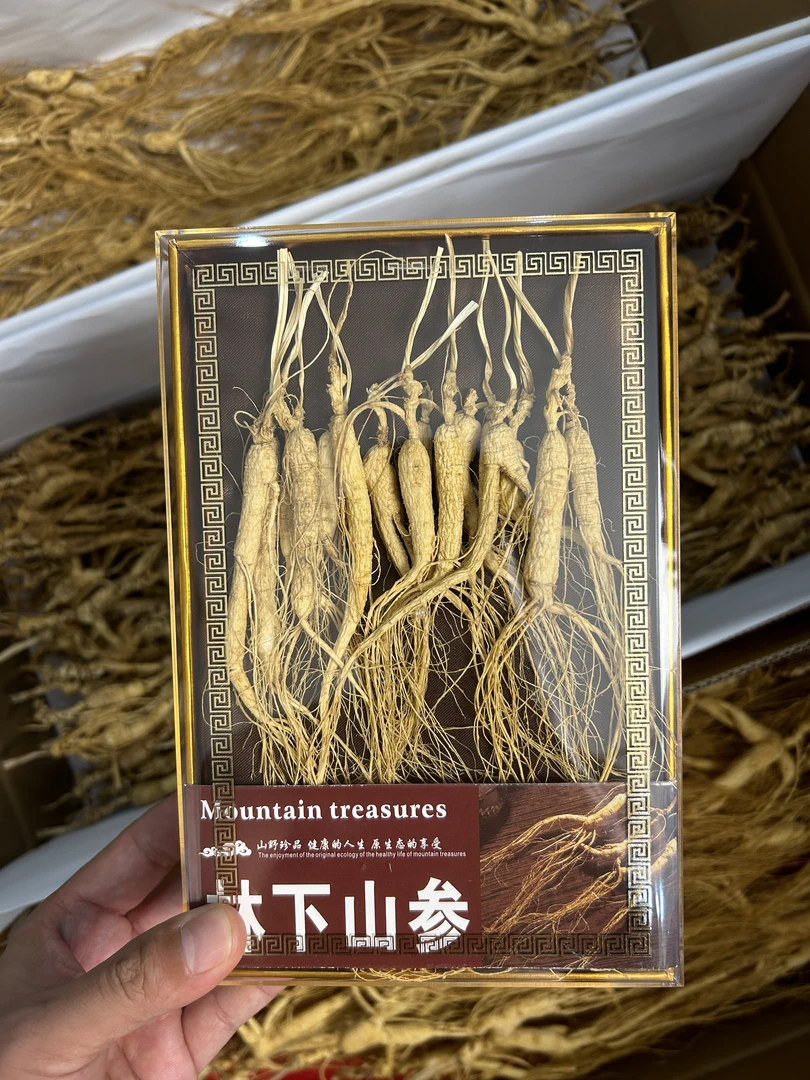 Mountain treasures
山野珍品 健康的人生 原生态的享受
The enjoyment of the original ecology of the healthy life of mountain treasures
林下山参